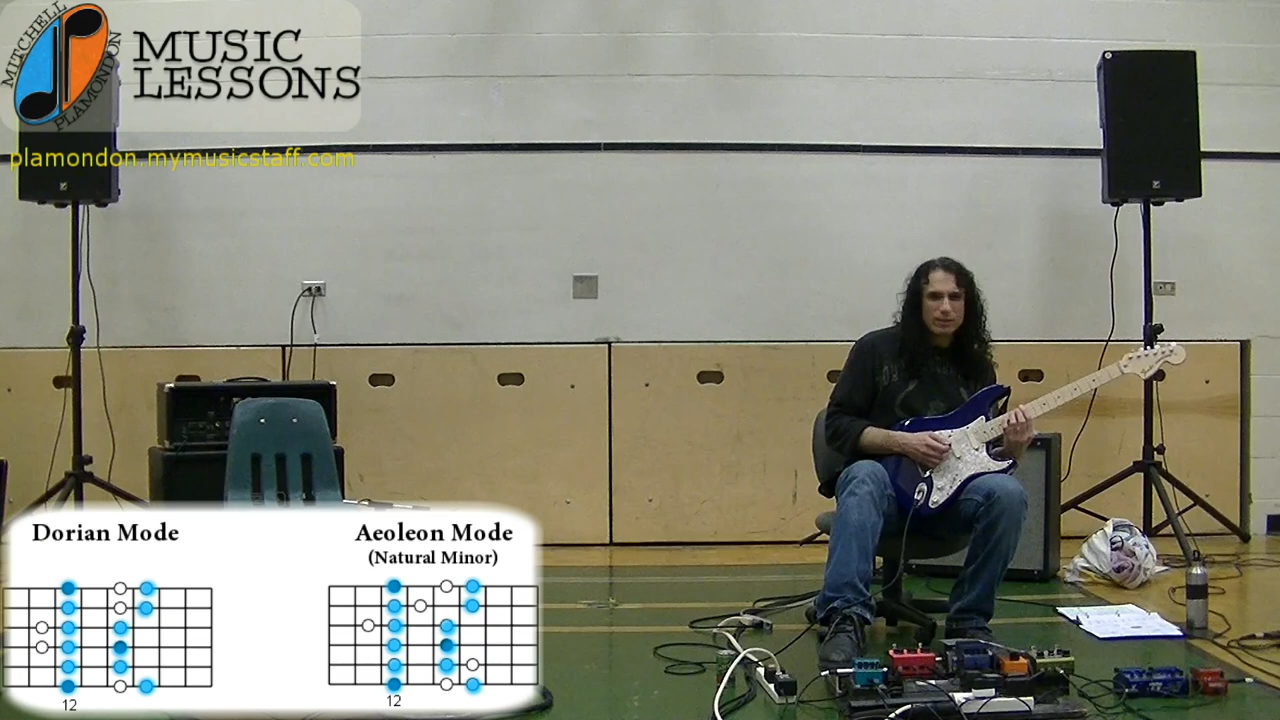 MITCHELL
PLAMONDON
MUSIC
LESSONS
plamondon.mymusicstaff.com
Dorian Mode
Aeoleon Mode
(Natural Minor)
12
12